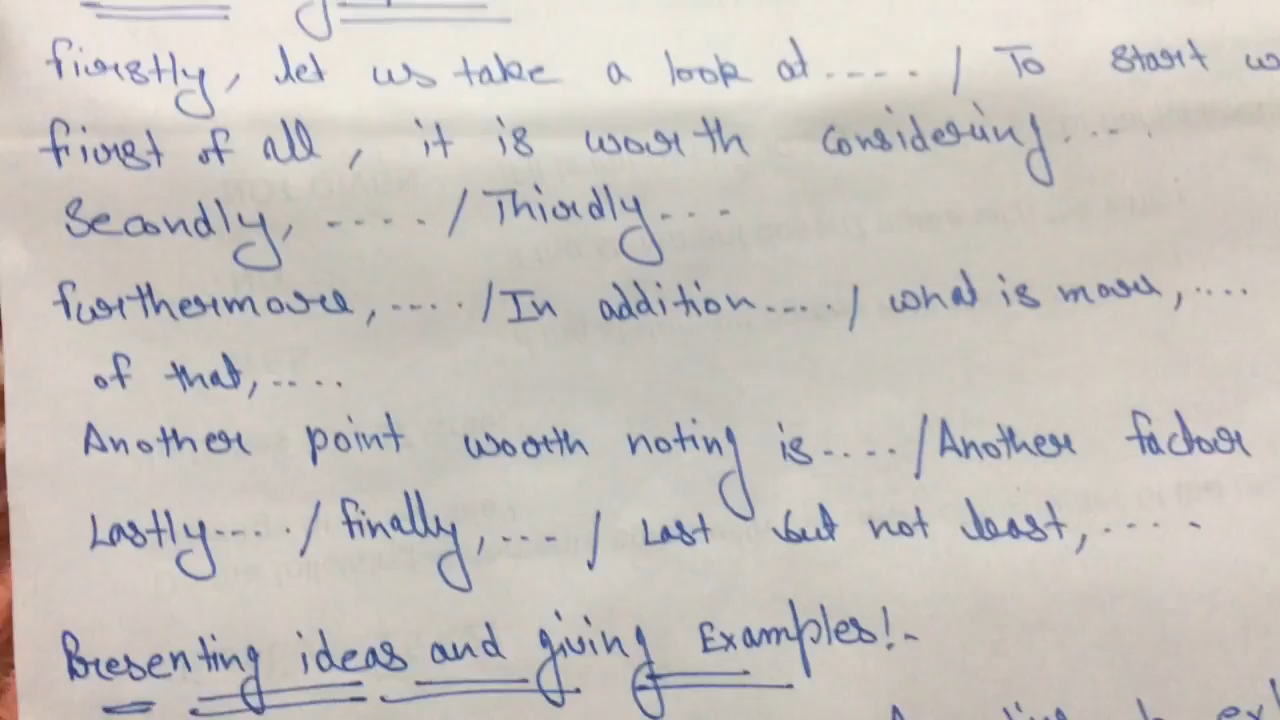 firstly, let us take a look at..... / To start
first of all, it is worth considering.....
Secondly, ..... / Thirdly...
furthermore, ..... / In addition.... / what is more, ....
of that, .....
Another point worth noting is..... / Another factor
Lastly.... / finally, .... / Last but not least, .....
Presenting ideas and giving Examples!-